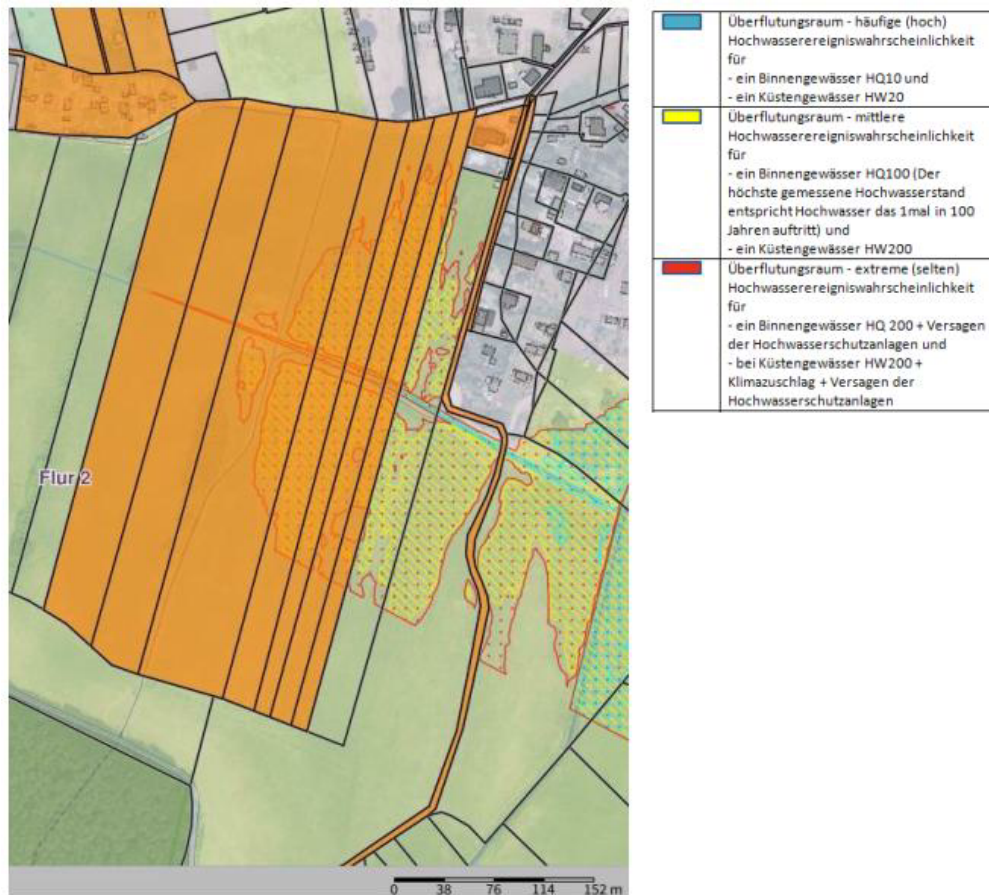 Flur 2
0 38 76 114 152 m
Überflutungsraum - häufige (hoch)
Hochwasserereigniswahrscheinlichkeit
für
- ein Binnengewässer HQ10 und
- ein Küstengewässer HW20
Überflutungsraum - mittlere
Hochwasserereigniswahrscheinlichkeit
für
- ein Binnengewässer HQ100 (Der
höchste gemessene Hochwasserstand
entspricht Hochwasser das 1mal in 100
Jahren auftritt) und
- ein Küstengewässer HW200
Überflutungsraum - extreme (selten)
Hochwasserereigniswahrscheinlichkeit
für
- ein Binnengewässer HQ 200 + Versagen
der Hochwasserschutzanlagen und
- bei Küstengewässer HW200 +
Klimazuschlag + Versagen der
Hochwasserschutzanlagen